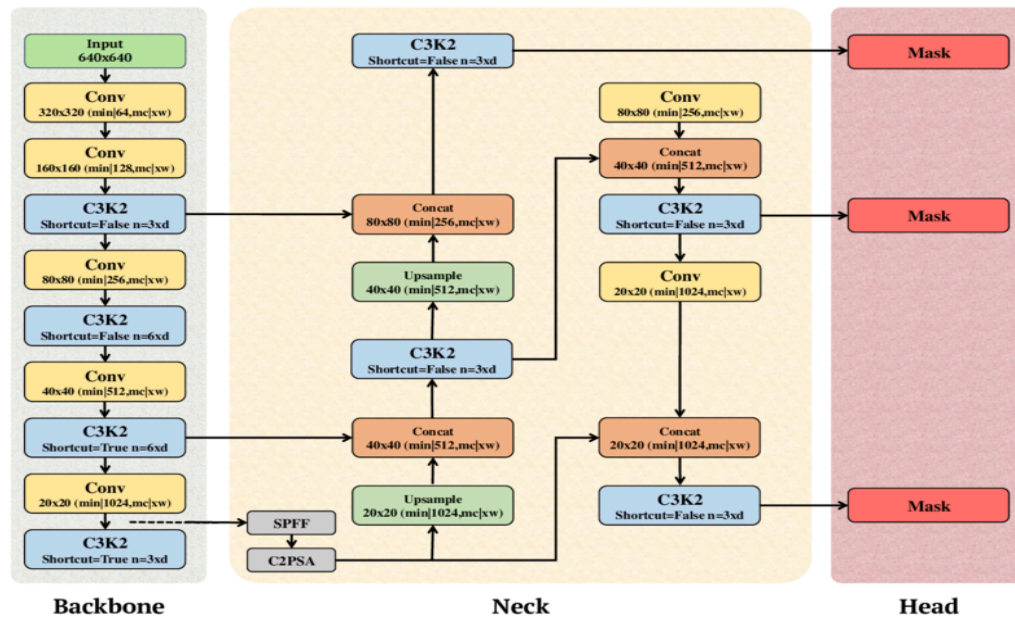 Input
640x640
Conv
320x320 (min|64,mc|xw)
Conv
160x160 (min|128,mc|xw)
C3K2
Shortcut=False n=3xd
Conv
80x80 (min|256,mc|xw)
C3K2
Shortcut=False n=6xd
Conv
40x40 (min|512,mc|xw)
C3K2
Shortcut=True n=6xd
Conv
20x20 (min|1024,mc|xw)
C3K2
Shortcut=True n=3xd
Backbone
SPFF
C2PSA
C3K2
Shortcut=False n=3xd
Concat
80x80 (min|256,mc|xw)
Upsample
40x40 (min|512,mc|xw)
C3K2
Shortcut=False n=3xd
Concat
40x40 (min|512,mc|xw)
Upsample
20x20 (min|1024,mc|xw)
Conv
80x80 (min|256,mc|xw)
Concat
40x40 (min|512,mc|xw)
C3K2
Shortcut=False n=3xd
Conv
20x20 (min|1024,mc|xw)
Concat
20x20 (min|1024,mc|xw)
C3K2
Shortcut=False n=3xd
Neck
Mask
Mask
Mask
Head